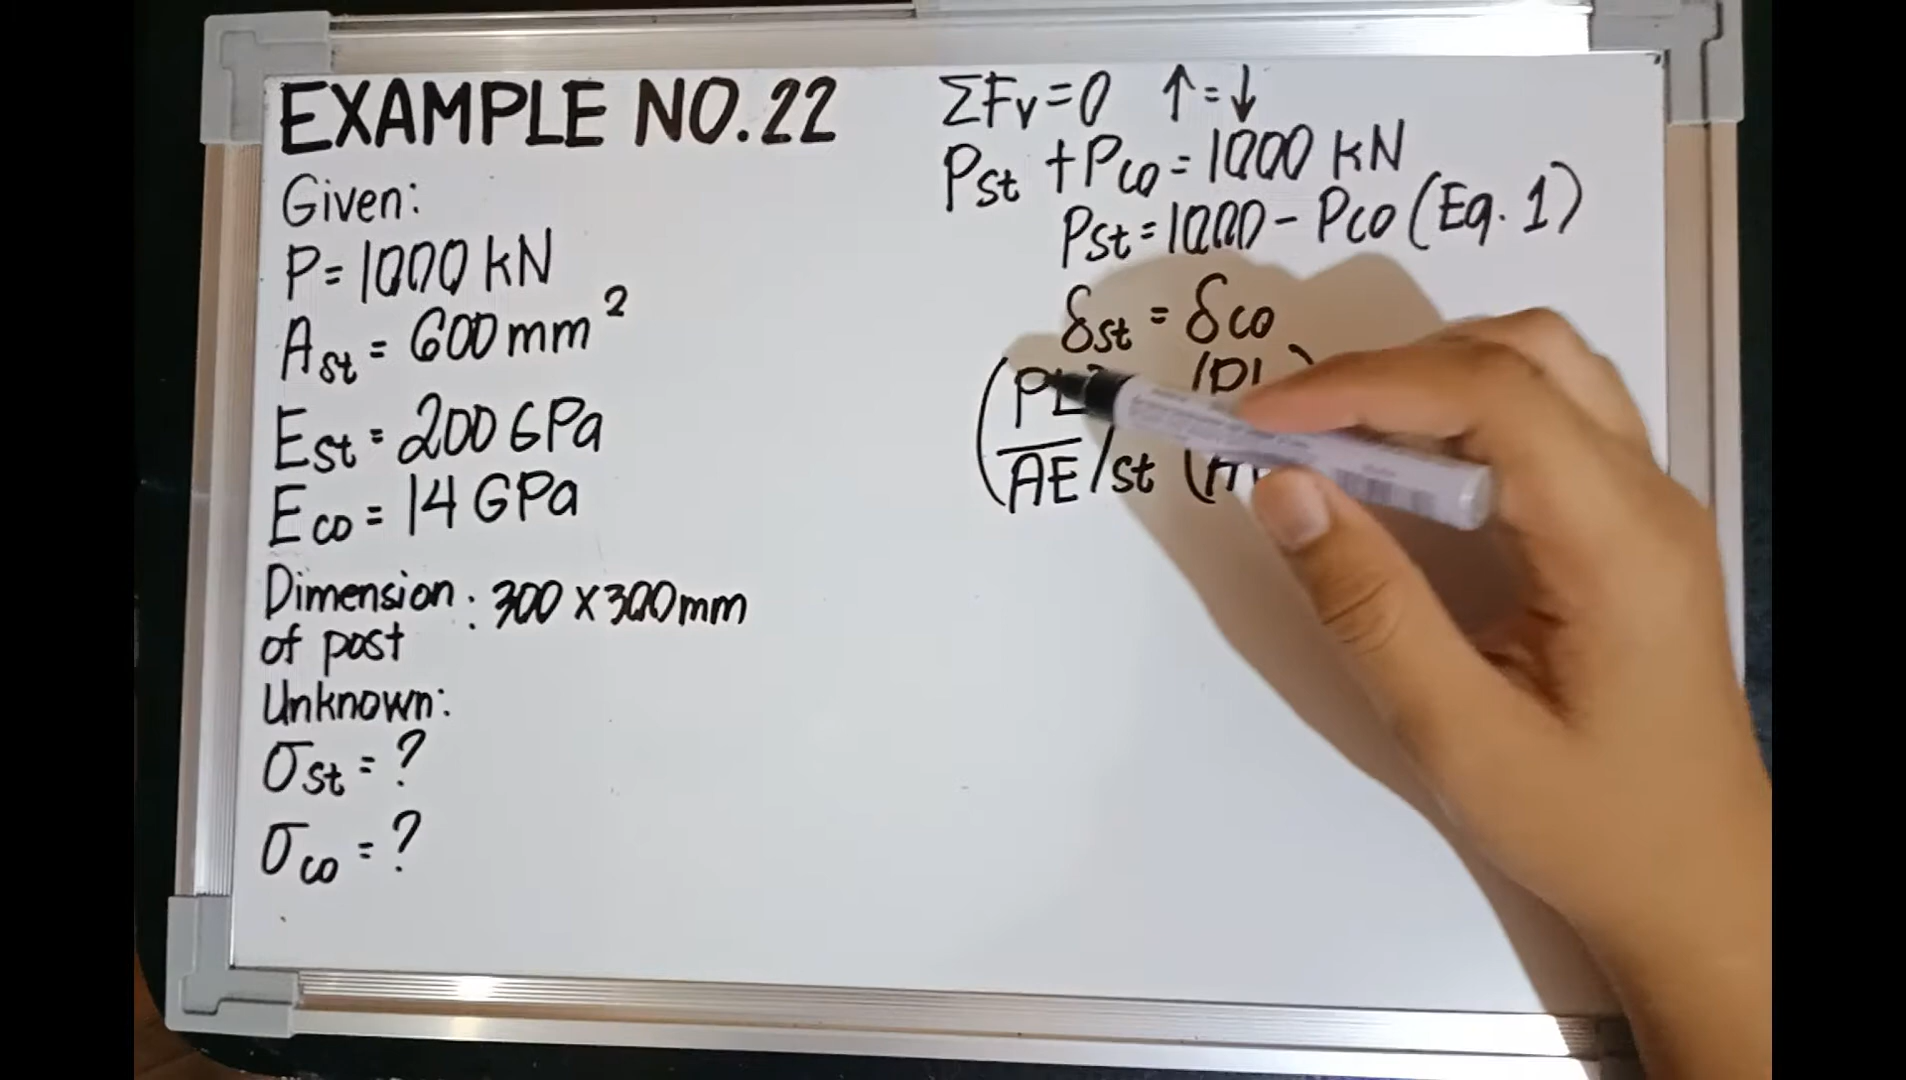 EXAMPLE NO.22
Given:
P = 1000 kN
Ast = 600 mm²
Est = 200 GPa
Eco = 14 GPa
Dimension : 300 x 300 mm
of post
Unknown:
σst = ?
σco = ?
ΣFv = 0 ↑ = ↓
Pst + Pco = 1000 kN
Pst = 1000 - Pco (Eq. 1)
δst = δco
(PL
AE)st